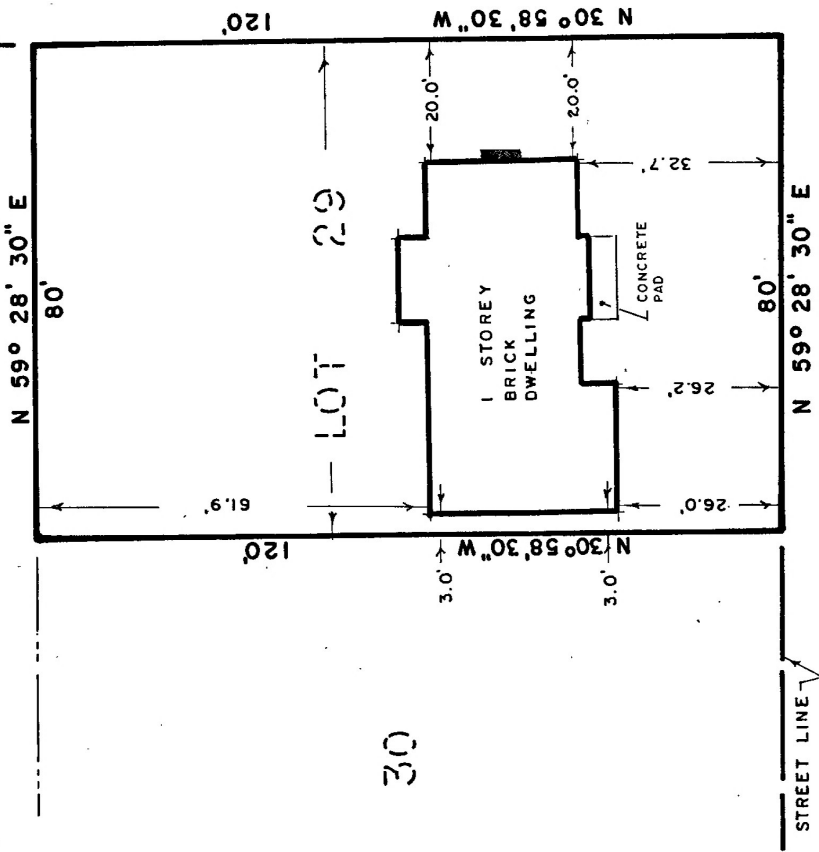 N 59° 28' 30" E
80'
120'
N 30° 58' 30" W
20.0'
20.0'
LOT 29
61.9'
1 STOREY
BRICK
DWELLING
32.7'
CONCRETE
PAD
26.2'
26.0'
120'
N 30° 58' 30" W
3.0'
3.0'
30
80'
N 59° 28' 30" E
STREET LINE